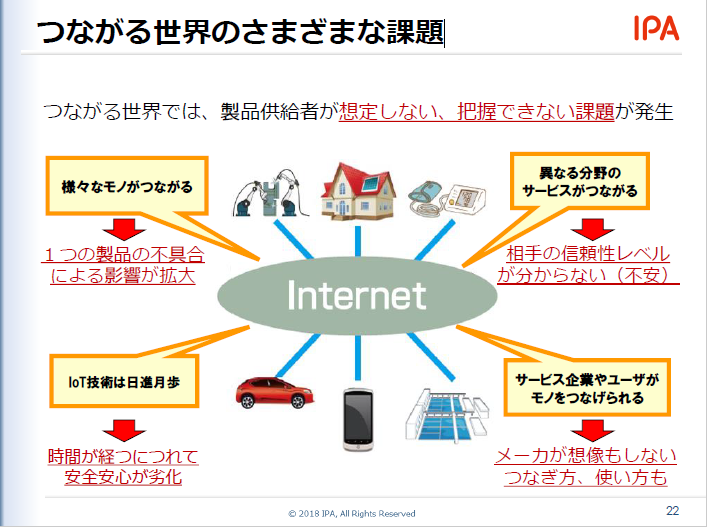 つながる世界のさまざまな課題
IPA
つながる世界では、製品供給者が想定しない、把握できない課題が発生
様々なモノがつながる
異なる分野の
サービスがつながる
１つの製品の不具合
による影響が拡大
相手の信頼性レベル
が分からない（不安）
Internet
IoT技術は日進月歩
サービス企業やユーザが
モノをつなげられる
時間が経つにつれて
安全安心が劣化
メーカが想像もしない
つなぎ方、使い方も
© 2018 IPA, All Rights Reserved
22